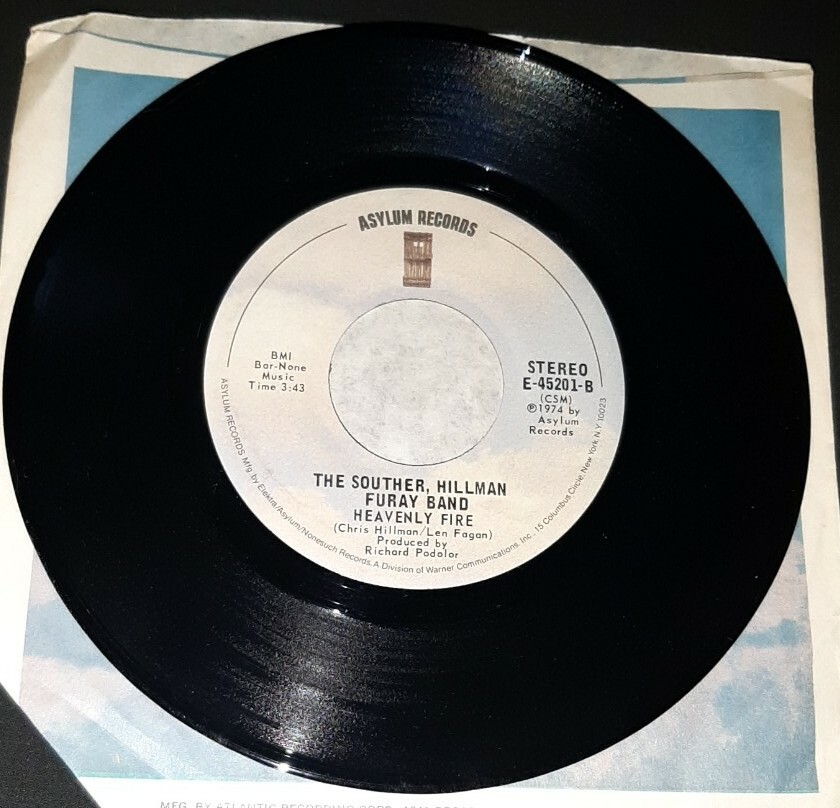 ASYLUM RECORDS
BMI
Bar-None
Music
Time 3:43
STEREO
E-45201-B
(CSM)
℗1974 by
Asylum
Records
THE SOUTHER, HILLMAN
FURAY BAND
HEAVENLY FIRE
(Chris Hillman/Len Fagan)
Produced by
Richard Podolor
ASYLUM RECORDS Mfg. by Elektra/Asylum/Nonesuch Records. A Division of Warner Communications, Inc., 15 Columbus Circle, New York N.Y. 10023
MFG. BY ATLANTIC RECORDING CORP.